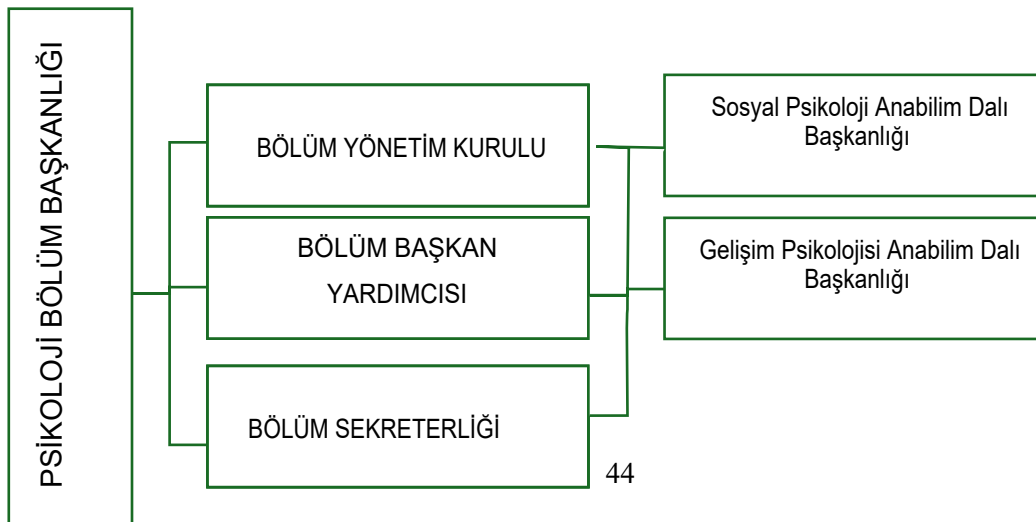 PSİKOLOJİ BÖLÜM BAŞKANLIĞI
BÖLÜM YÖNETİM KURULU
BÖLÜM BAŞKAN
YARDIMCISI
BÖLÜM SEKRETERLİĞİ
Sosyal Psikoloji Anabilim Dalı
Başkanlığı
Gelişim Psikolojisi Anabilim Dalı
Başkanlığı
44